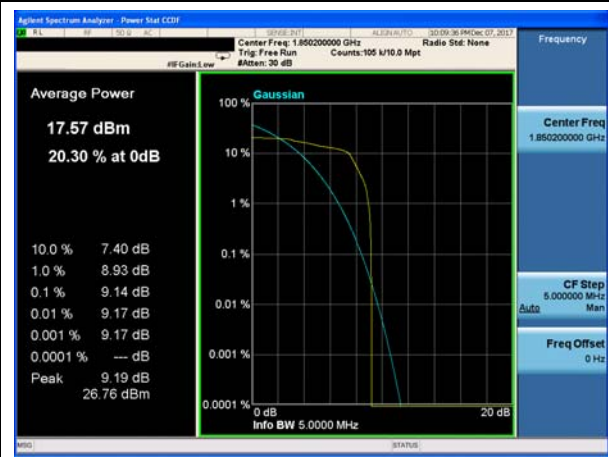 Agilent Spectrum Analyzer - Power Stat CCDF
RL RF 50 Ω AC SENSE:INT ALIGN AUTO 10:09:36 PM Dec 07, 2017
Center Freq: 1.850200000 GHz Radio Std: None
Trig: Free Run Counts:105 k/10.0 Mpt
#IFGain:Low #Atten: 30 dB
Frequency
Average Power
17.57 dBm
20.30 % at 0dB
10.0 % 7.40 dB
1.0 % 8.93 dB
0.1 % 9.14 dB
0.01 % 9.17 dB
0.001 % 9.17 dB
0.0001 % --- dB
Peak 9.19 dB
26.76 dBm
Gaussian
100 %
10 %
1 %
0.1 %
0.01 %
0.001 %
0.0001 %
0 dB 20 dB
Info BW 5.0000 MHz
Center Freq
1.850200000 GHz
CF Step
5.000000 MHz
Auto Man
Freq Offset
0 Hz
MSG STATUS